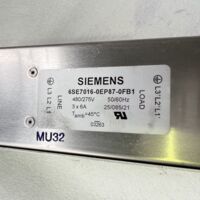 SIEMENS
6SE7016-0EP87-0FB1
480/275V 50/60Hz
3 x 6A 25/085/21
Tamb=45°C
03263
L3 L2 L1
LINE
LOAD
L3'L2'L1'
MU32